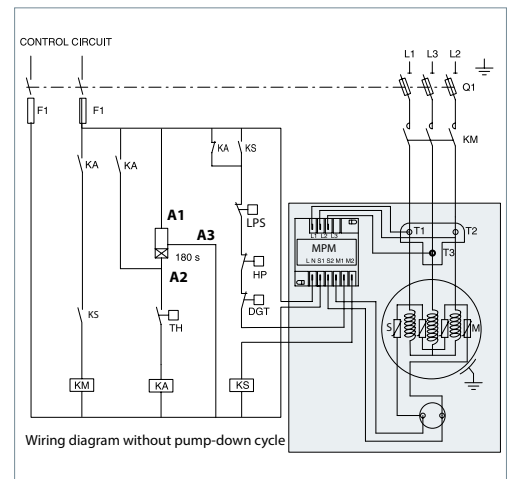 CONTROL CIRCUIT
L1 L3 L2
Q1
F1 F1
KM
KA KA KA KS
A1
A3
180 s
A2
LPS
HP
DGT
TH
KS
KM KA KS
L1 L2 L3
MPM
L N S1 S2 M1 M2
T1 T2
T3
S M
Wiring diagram without pump-down cycle